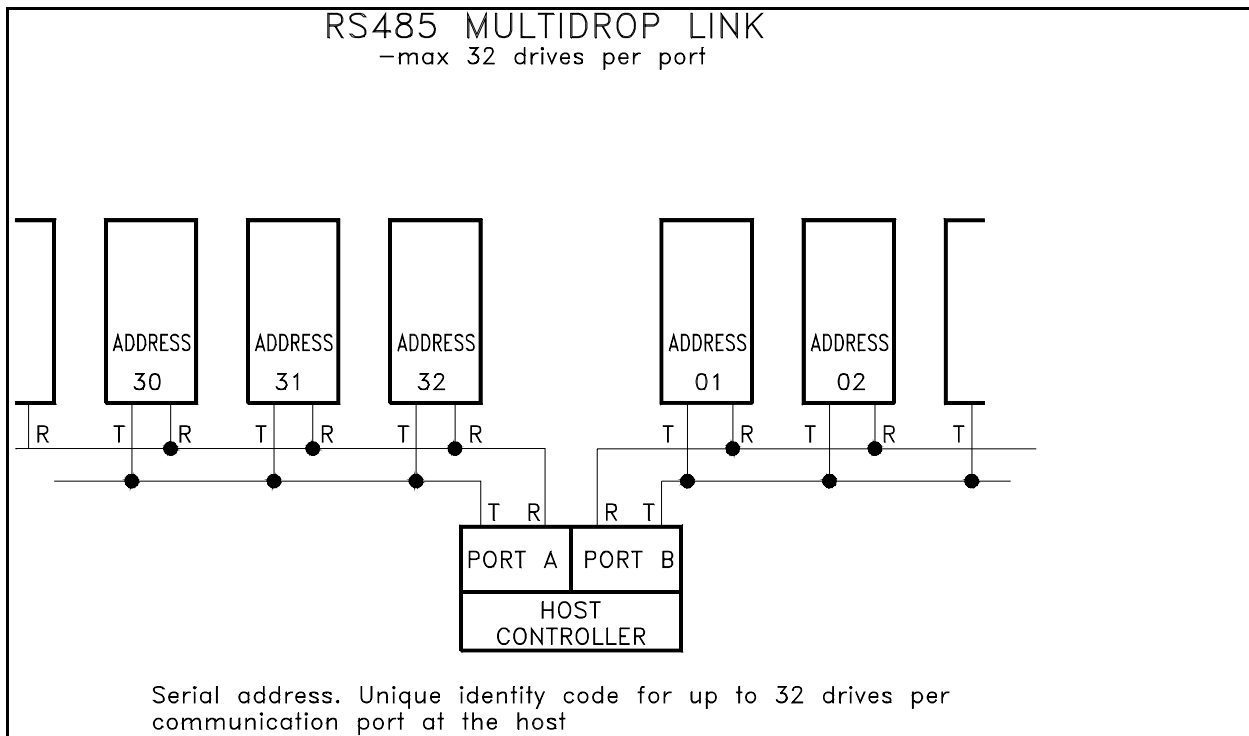 RS485 MULTIDROP LINK
-max 32 drives per port
ADDRESS 30
ADDRESS 31
ADDRESS 32
ADDRESS 01
ADDRESS 02
R T R T R T R T R T R T
T R R T
PORT A PORT B
HOST
CONTROLLER
Serial address. Unique identity code for up to 32 drives per
communication port at the host